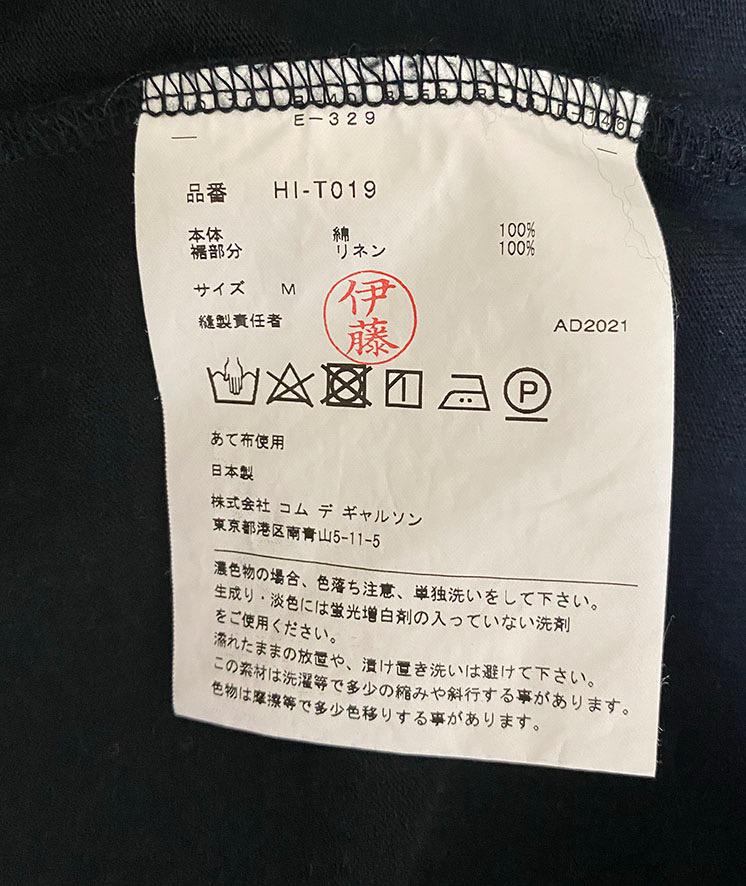 E-329
品番 HI-T019
本体 綿 100%
裾部分 リネン 100%
サイズ M
伊藤
縫製責任者 AD2021
P
あて布使用
日本製
株式会社 コム デ ギャルソン
東京都港区南青山5-11-5
濃色物の場合、色落ち注意、単独洗いをして下さい。
生成り・淡色には蛍光増白剤の入っていない洗剤
をご使用ください。
濡れたままの放置や、漬け置き洗いは避けて下さい。
この素材は洗濯等で多少の縮みや斜行する事があります。
色物は摩擦等で多少色移りする事があります。